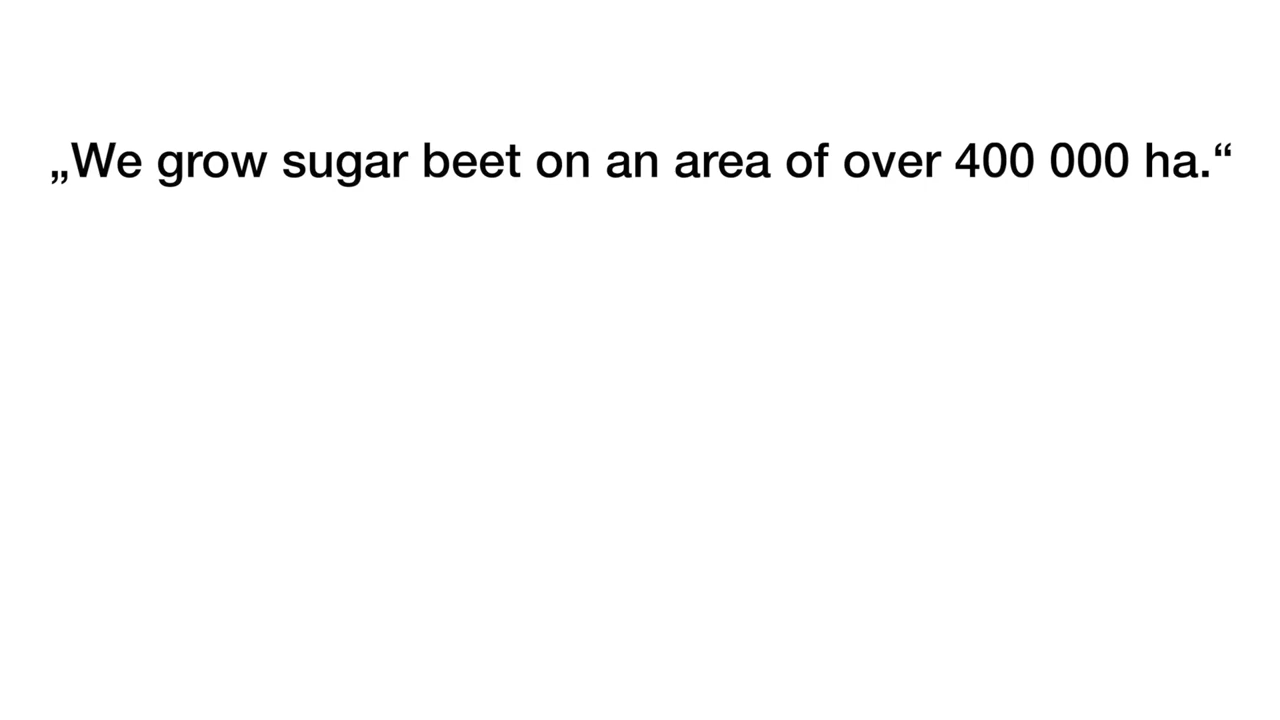 „We grow sugar beet on an area of over 400 000 ha.“